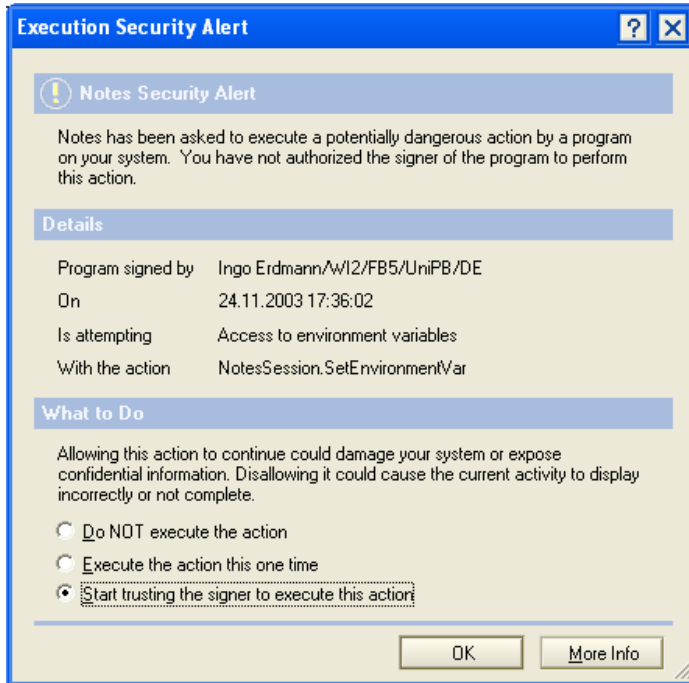 Execution Security Alert
Notes Security Alert
Notes has been asked to execute a potentially dangerous action by a program
on your system. You have not authorized the signer of the program to perform
this action.
Details
Program signed by Ingo Erdmann/WI2/FB5/UniPB/DE
On 24.11.2003 17:36:02
Is attempting Access to environment variables
With the action NotesSession.SetEnvironmentVar
What to Do
Allowing this action to continue could damage your system or expose
confidential information. Disallowing it could cause the current activity to display
incorrectly or not complete.
Do NOT execute the action
Execute the action this one time
Start trusting the signer to execute this action
OK More Info